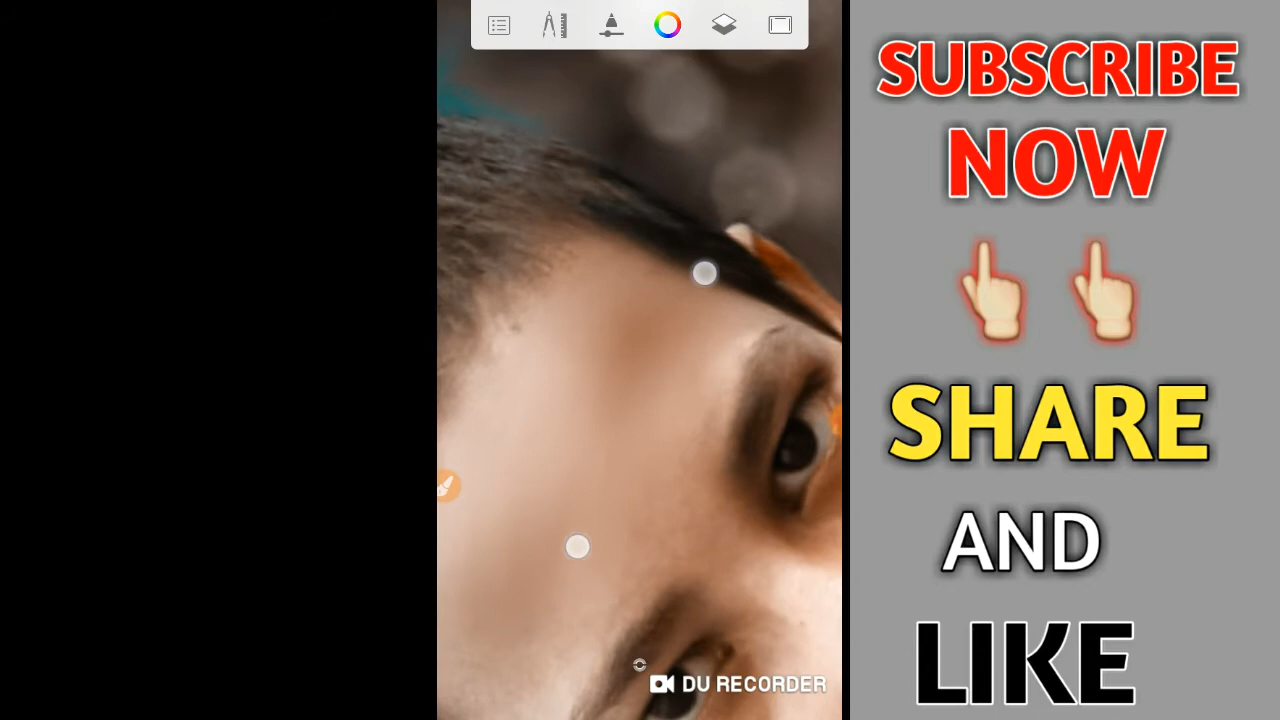 SUBSCRIBE
NOW
SHARE
AND
LIKE
DU RECORDER